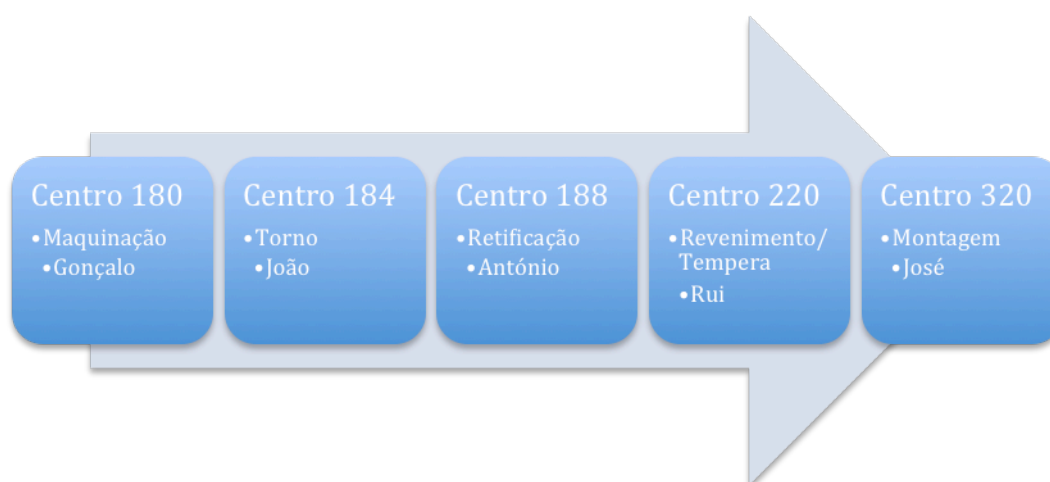 Centro 180
•Maquinação
•Gonçalo
Centro 184
•Torno
•João
Centro 188
•Retificação
•António
Centro 220
•Revenimento/
Tempera
•Rui
Centro 320
•Montagem
•José